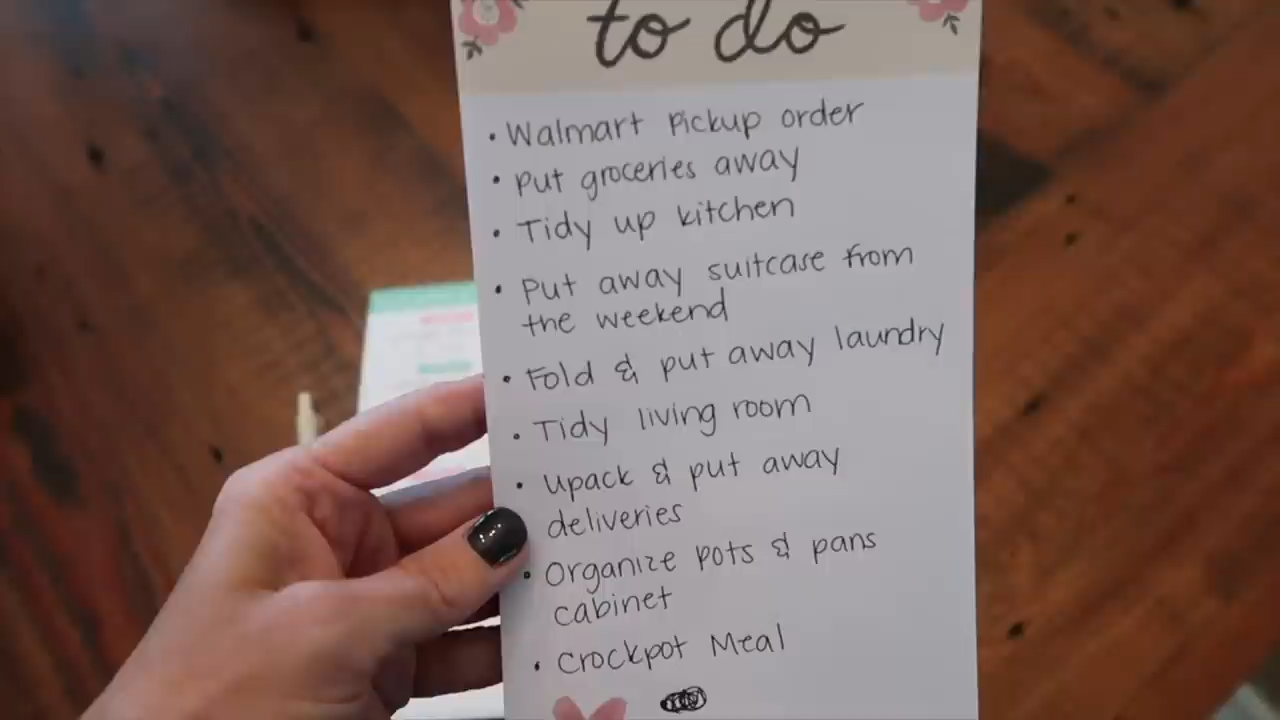 to do
• Walmart Pickup order
• Put groceries away
• Tidy up kitchen
• Put away suitcase from
the weekend
• Fold & put away laundry
• Tidy living room
• upack & put away
deliveries
• Organize pots & pans
cabinet
• Crockpot Meal